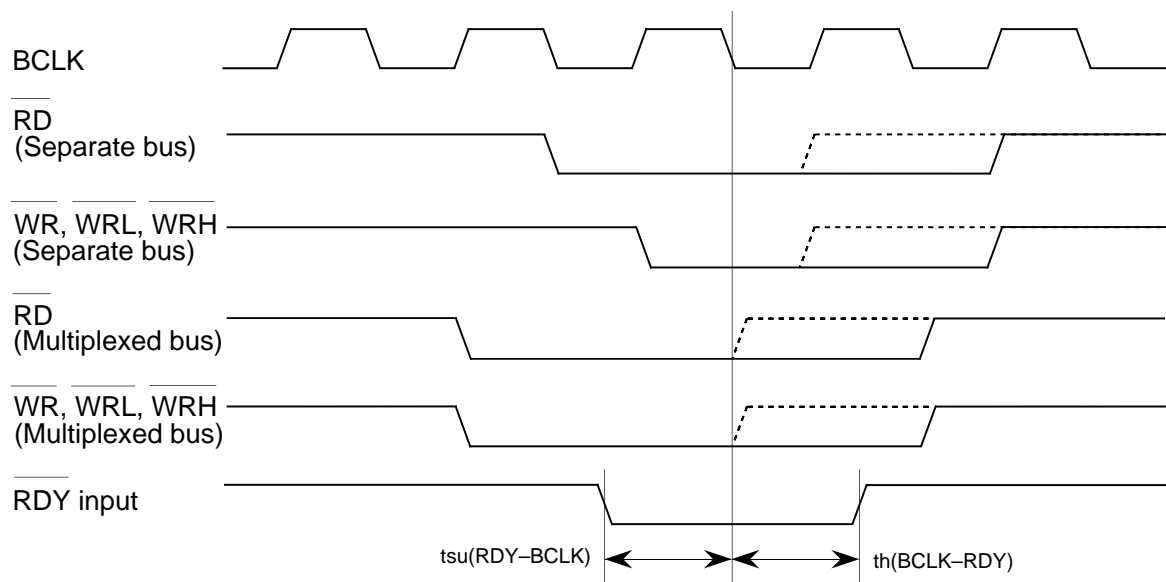 BCLK
RD
(Separate bus)
WR, WRL, WRH
(Separate bus)
RD
(Multiplexed bus)
WR, WRL, WRH
(Multiplexed bus)
RDY input
tsu(RDY–BCLK)
th(BCLK–RDY)